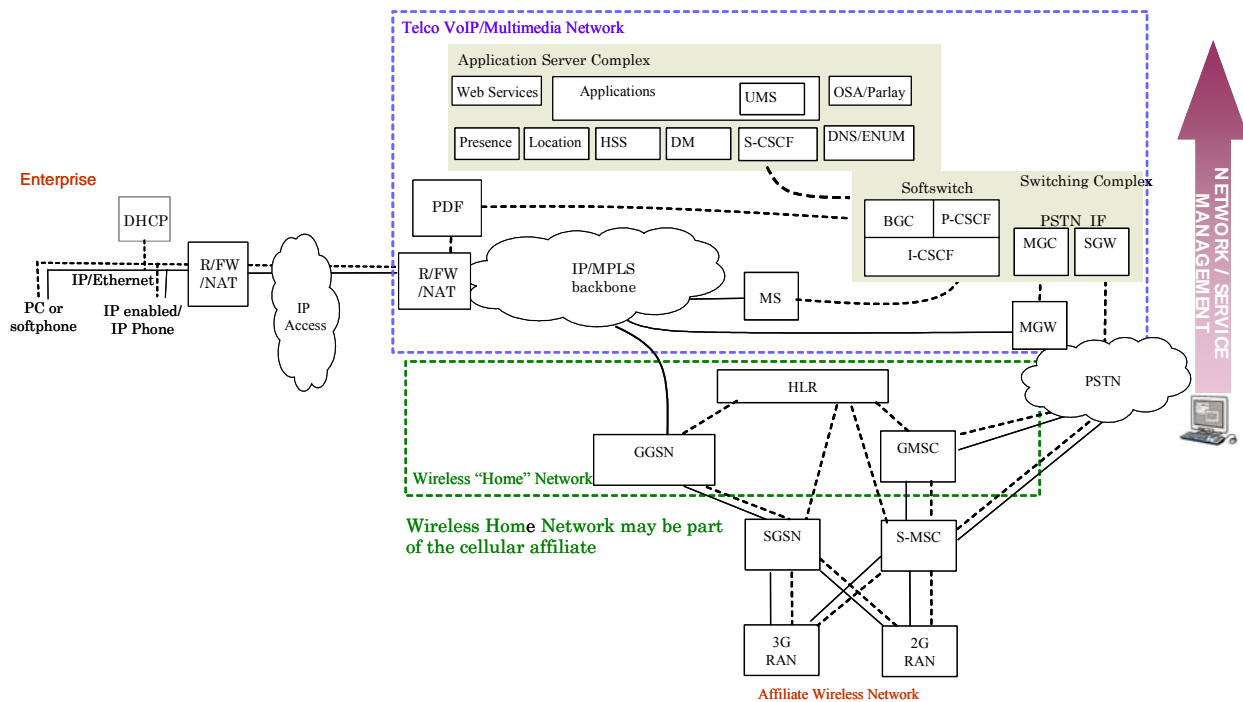 Telco VoIP/Multimedia Network
Application Server Complex
Web Services
Applications
UMS
OSA/Parlay
Presence
Location
HSS
DM
S-CSCF
DNS/ENUM
Enterprise
DHCP
R/FW
/NAT
IP/Ethernet
PC or
softphone
IP enabled/
IP Phone
IP
Access
PDF
R/FW
/NAT
IP/MPLS
backbone
MS
Softswitch
BGC
P-CSCF
I-CSCF
Switching Complex
PSTN IF
MGC
SGW
MGW
PSTN
NETWORK / SERVICE
MANAGEMENT
HLR
GGSN
GMSC
Wireless “Home” Network
Wireless Home Network may be part
of the cellular affiliate
SGSN
S-MSC
3G
RAN
2G
RAN
Affiliate Wireless Network